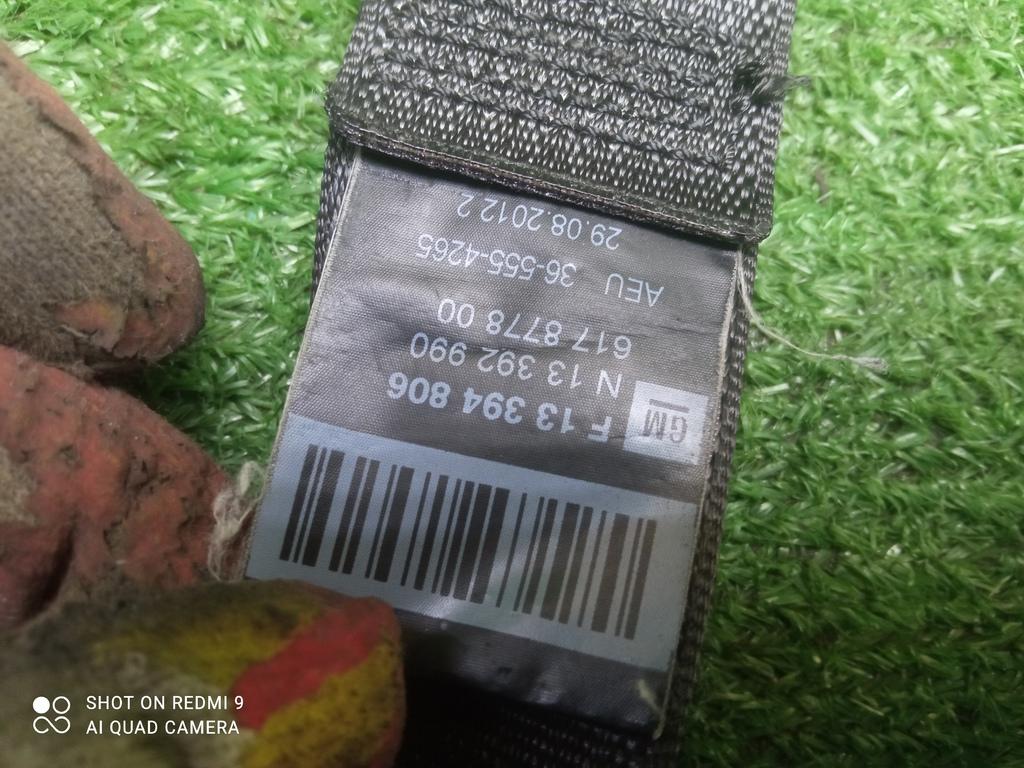 GM
F 13 394 806
N 13 392 990
617 8778 00
AEU 36-555-4265
29.08.2012 2
SHOT ON REDMI 9
AI QUAD CAMERA